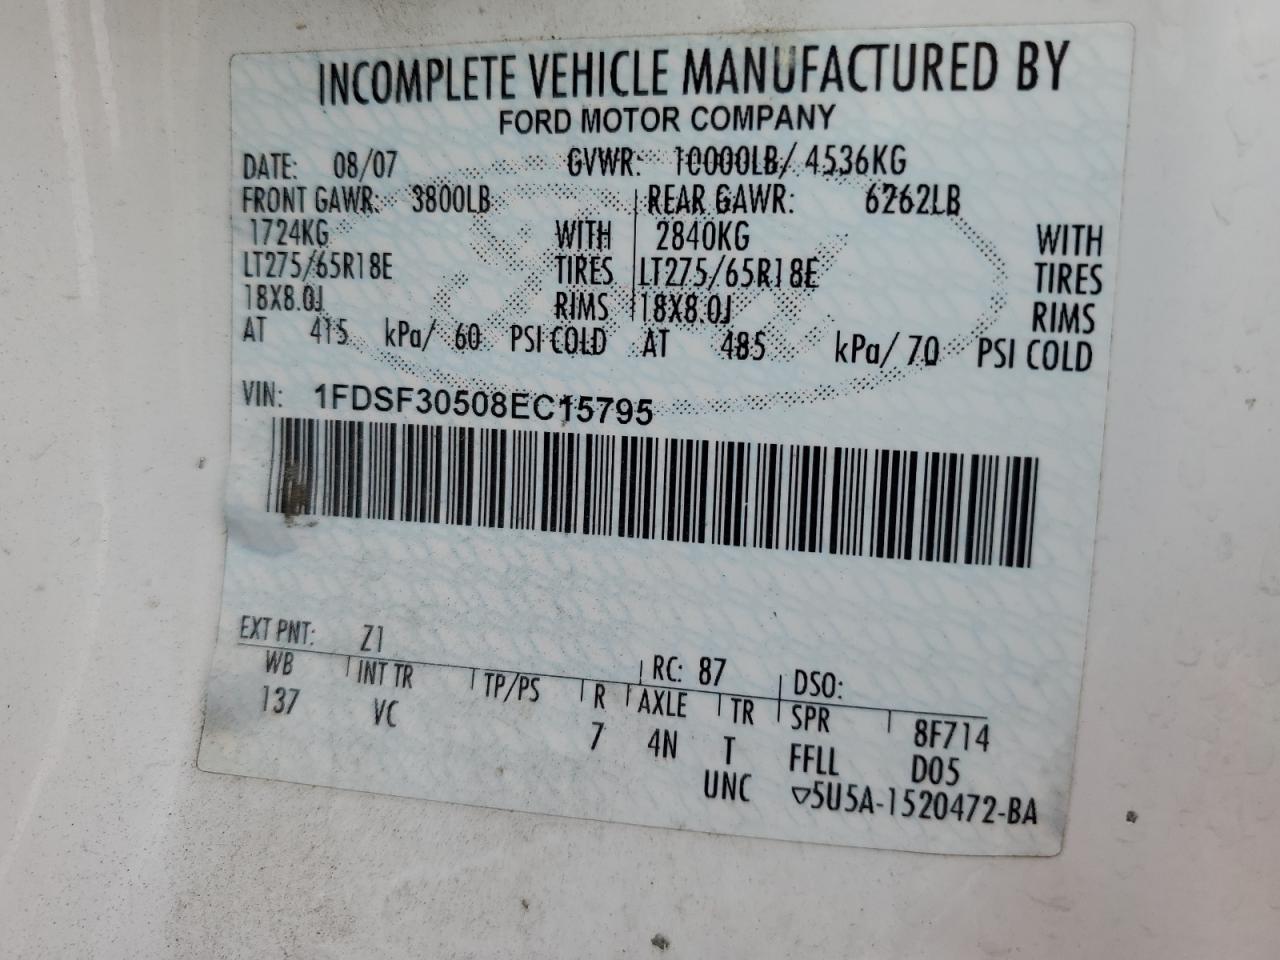 INCOMPLETE VEHICLE MANUFACTURED BY
FORD MOTOR COMPANY
DATE: 08/07 GVWR: 10000LB/ 4536KG
FRONT GAWR: 3800LB REAR GAWR: 6262LB
1724KG WITH 2840KG WITH
LT275/65R18E TIRES LT275/65R18E TIRES
18X8.0J RIMS 18X8.0J RIMS
AT 415 kPa/ 60 PSI COLD AT 485 kPa/ 70 PSI COLD
VIN: 1FDSF30508EC15795
EXT PNT: Z1 RC: 87 DSO:
WB INT TR TP/PS R AXLE TR SPR 8F714
137 VC 7 4N T FFLL D05
UNC ▽5U5A-1520472-BA